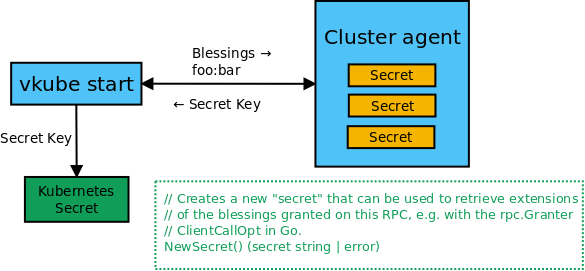 Blessings →
foo:bar
Cluster agent
Secret
Secret
Secret
vkube start
← Secret Key
Secret Key
Kubernetes
Secret
// Creates a new "secret" that can be used to retrieve extensions
// of the blessings granted on this RPC, e.g. with the rpc.Granter
// ClientCallOpt in Go.
NewSecret() (secret string | error)